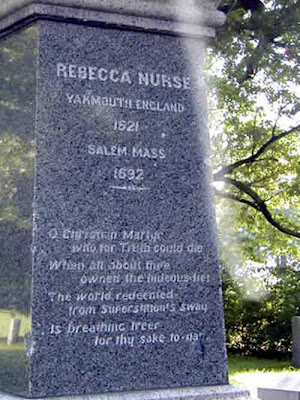 REBECCA NURSE
YARMOUTH ENGLAND
1621
SALEM MASS
1692
O Christian Martyr
who for Truth could die
When all about thee
owned the hideous lie!
The world redeemed
from Superstition's sway
Is breathing freer
for thy sake to-day